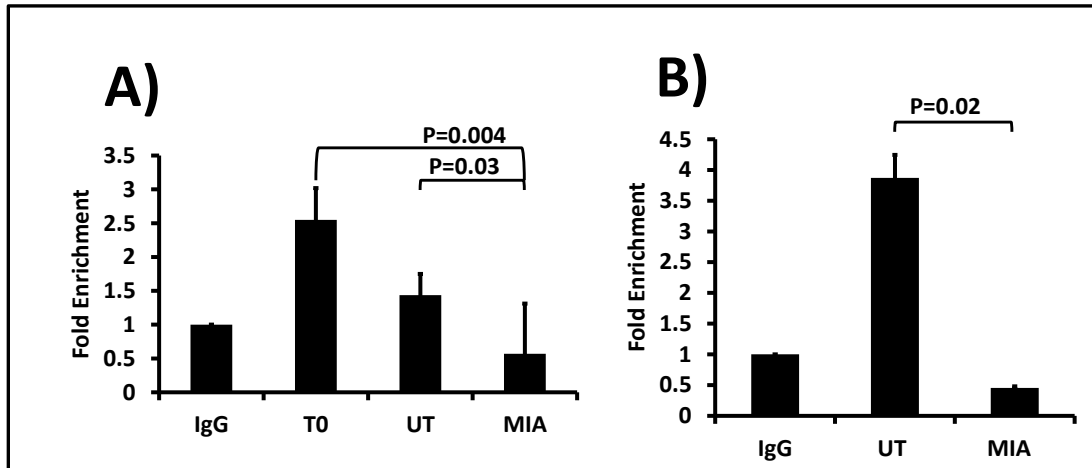 A)
P=0.004
P=0.03
Fold Enrichment
3.5
3
2.5
2
1.5
1
0.5
0
IgG
T0
UT
MIA
B)
P=0.02
Fold Enrichment
4.5
4
3.5
3
2.5
2
1.5
1
0.5
0
IgG
UT
MIA